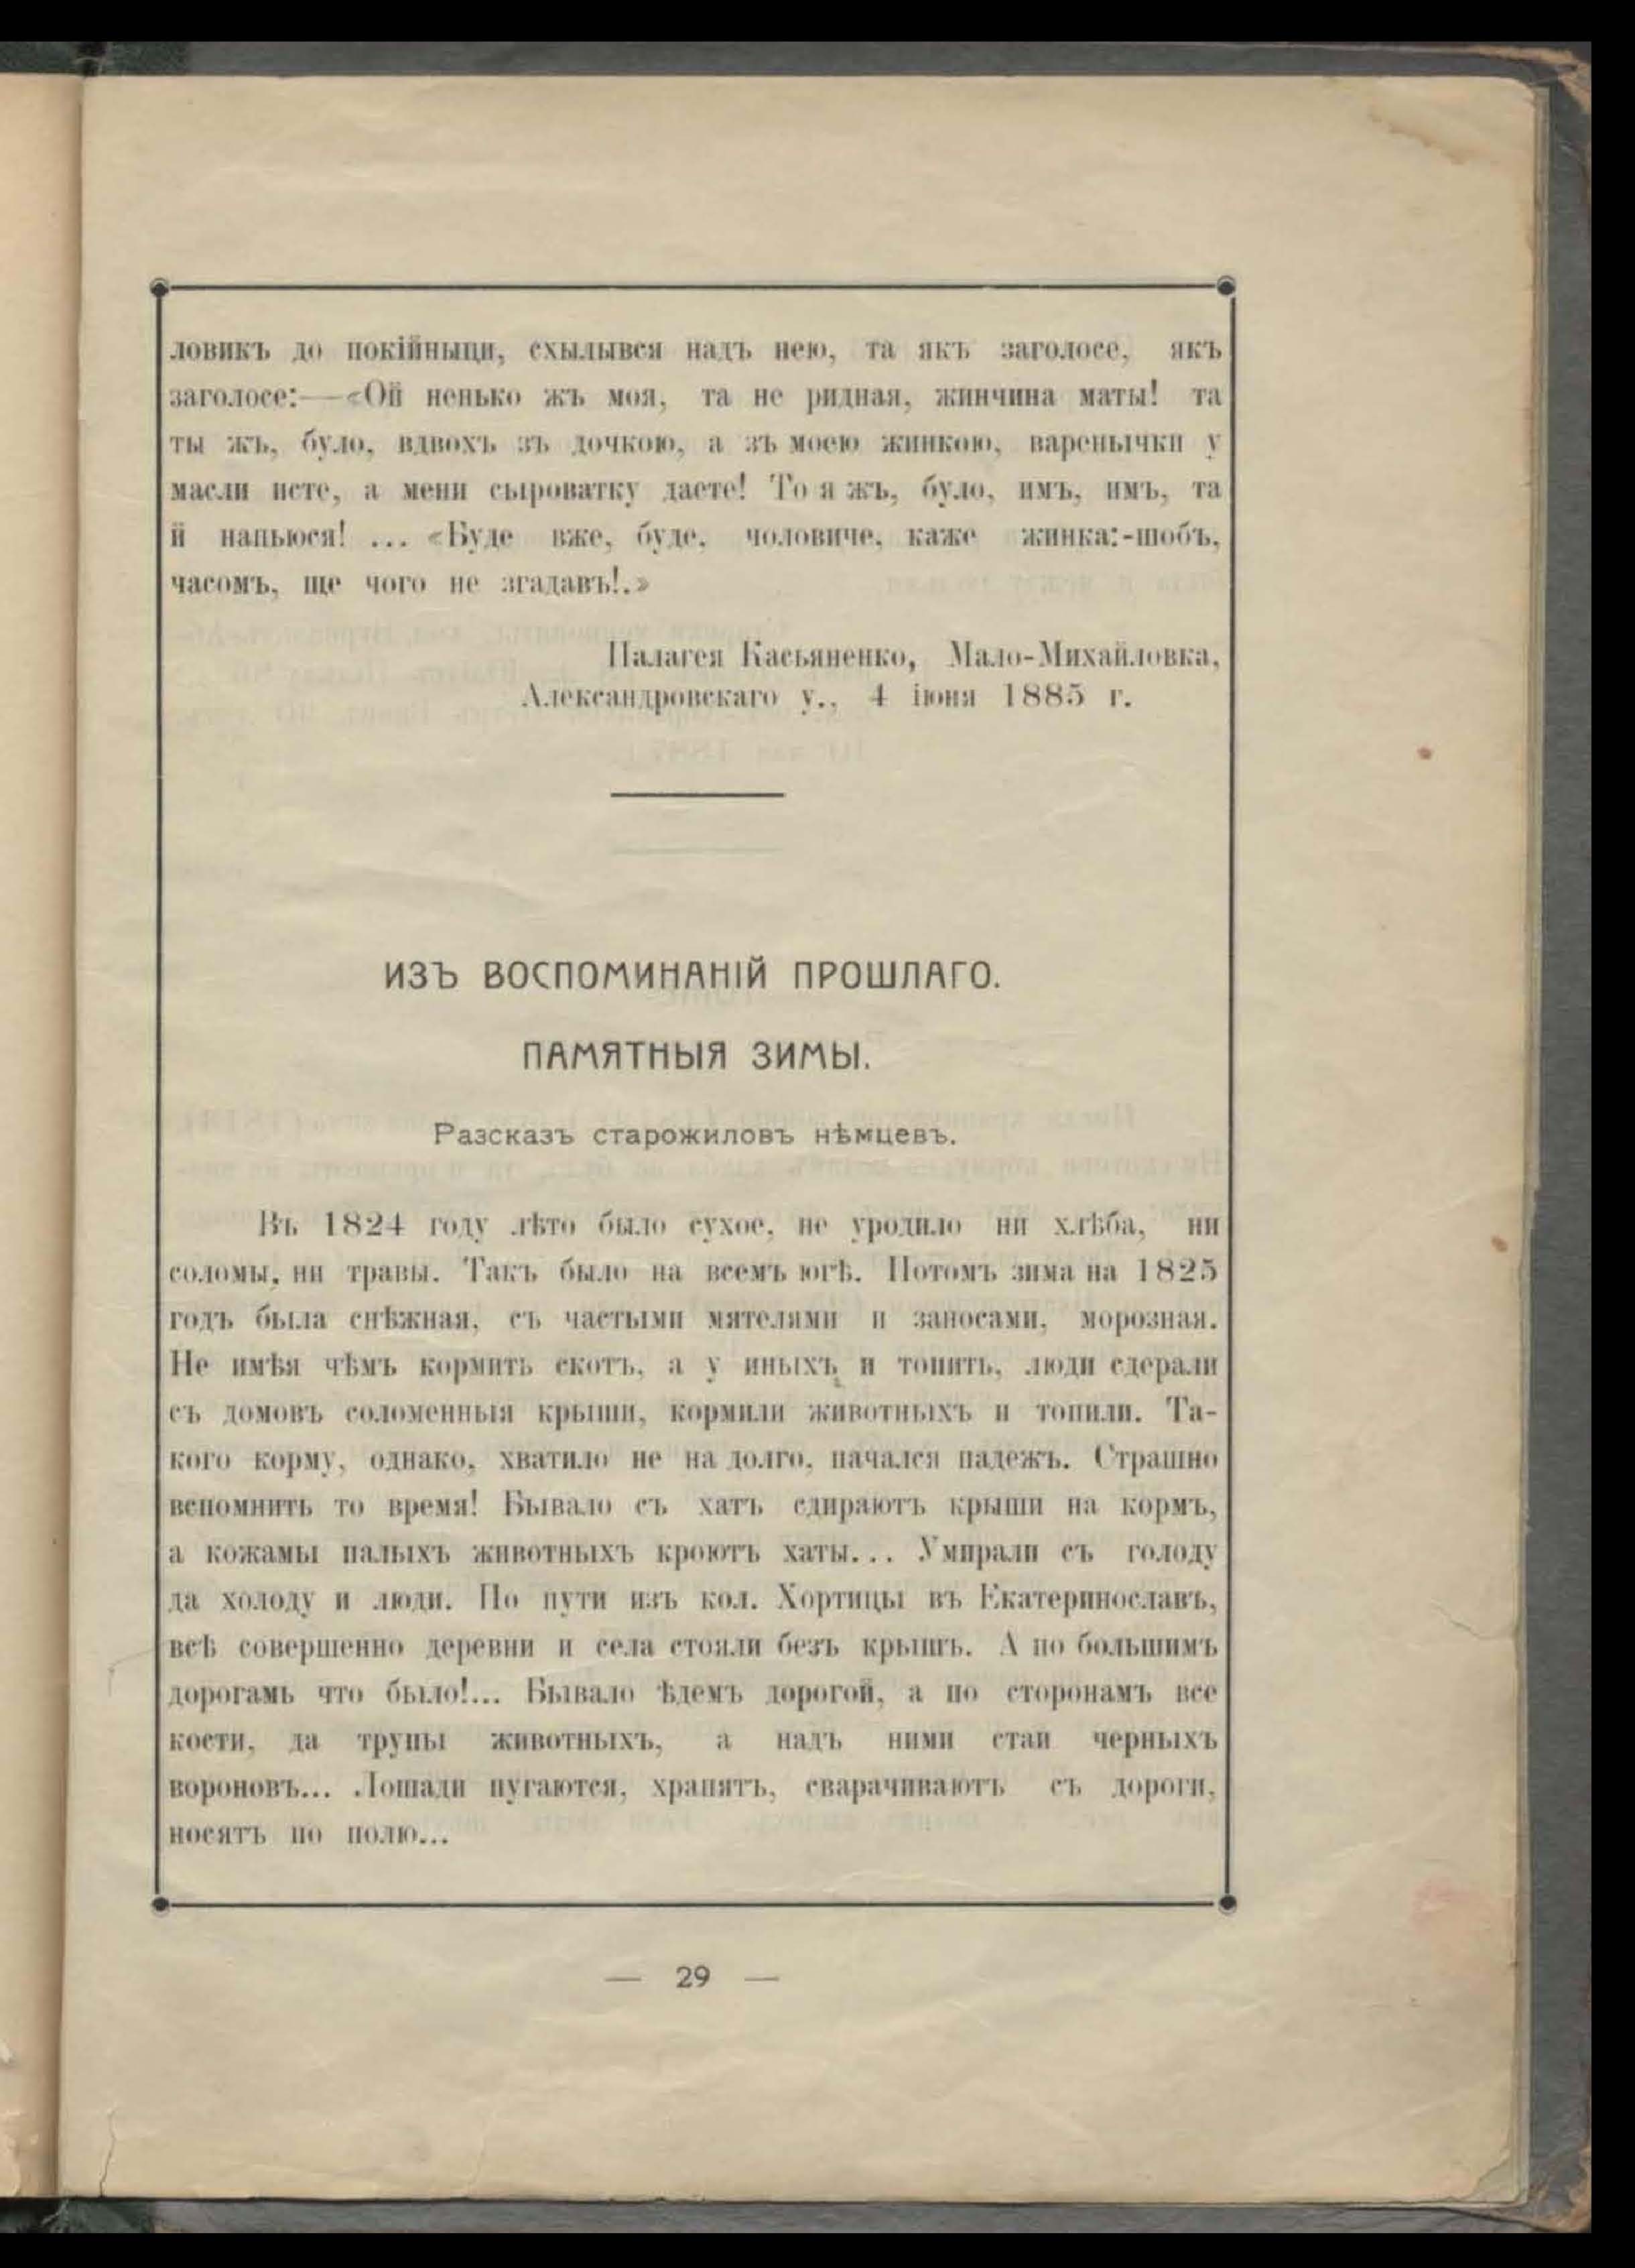 ловикъ до покійныци, схылывся надъ нею, та якъ заголосе, якъ
заголосе:—«Ой ненько жъ моя, та не ридная, жинчина маты! та
ты жъ, було, вдвохъ зъ дочкою, а зъ моею жинкою, варенычки у
масли исте, а мени сыроватку даете! То я жъ, було, имъ, имъ, та
й напьюся! ... «Буде вже, буде, чоловиче, каже жинка:-шобъ,
часомъ, ще чого не згадавъ!.»
Палагея Касьяненко, Мало-Михайловка,
Александровскаго у., 4 іюня 1885 г.
ИЗЪ ВОСПОМИНАНІЙ ПРОШЛАГО.
ПАМЯТНЫЯ ЗИМЫ.
Разсказъ старожиловъ нѣмцевъ.
Въ 1824 году лѣто было сухое, не уродило ни хлѣба, ни
соломы, ни травы. Такъ было на всемъ югѣ. Потомъ зима на 1825
годъ была снѣжная, съ частыми мятелями и заносами, морозная.
Не имѣя чѣмъ кормить скотъ, а у иныхъ и топить, люди сдерали
съ домовъ соломенныя крыши, кормили животныхъ и топили. Та-
кого корму, однако, хватило не на долго, начался падежъ. Страшно
вспомнить то время! Бывало съ хатъ сдираютъ крыши на кормъ,
а кожамы палыхъ животныхъ кроютъ хаты... Умирали съ голоду
да холоду и люди. По пути изъ кол. Хортицы въ Екатеринославъ,
всѣ совершенно деревни и села стояли безъ крышъ. А по большимъ
дорогамь что было!... Бывало ѣдемъ дорогой, а по сторонамъ все
кости, да трупы животныхъ, а надъ ними стаи черныхъ
вороновъ... Лошади пугаются, храпятъ, сварачиваютъ съ дороги,
носятъ по полю...
— 29 —